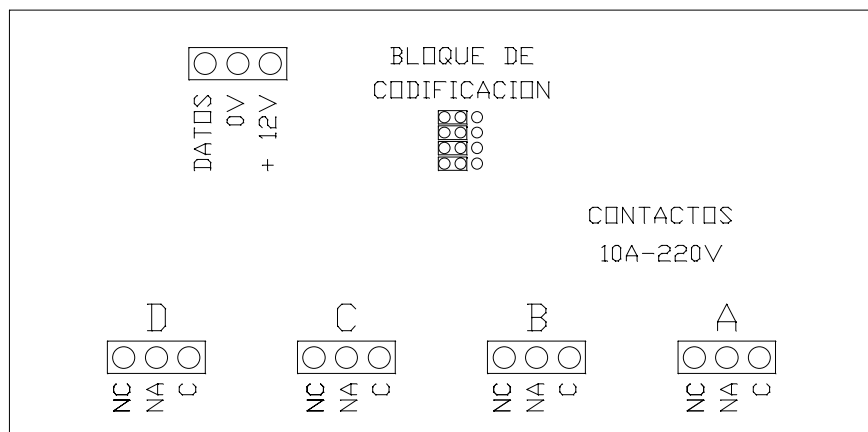 BLOQUE DE
CODIFICACION
DATOS
0V
+ 12V
CONTACTOS
10A-220V
D
C
B
A
NC
NA
C
NC
NA
C
NC
NA
C
NC
NA
C